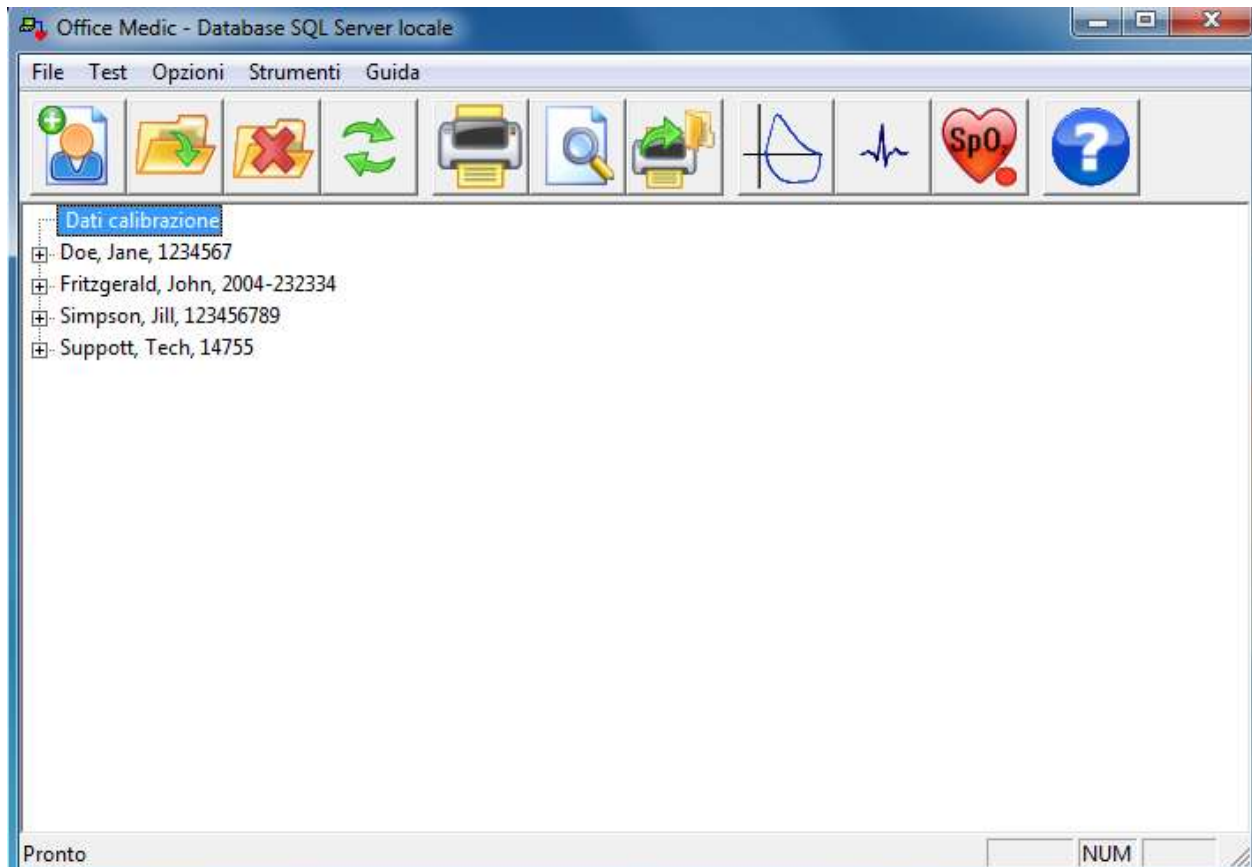 Office Medic - Database SQL Server locale
File Test Opzioni Strumenti Guida
SpO₂
?
Dati calibrazione
Doe, Jane, 1234567
Fritzgerald, John, 2004-232334
Simpson, Jill, 123456789
Suppott, Tech, 14755
Pronto NUM